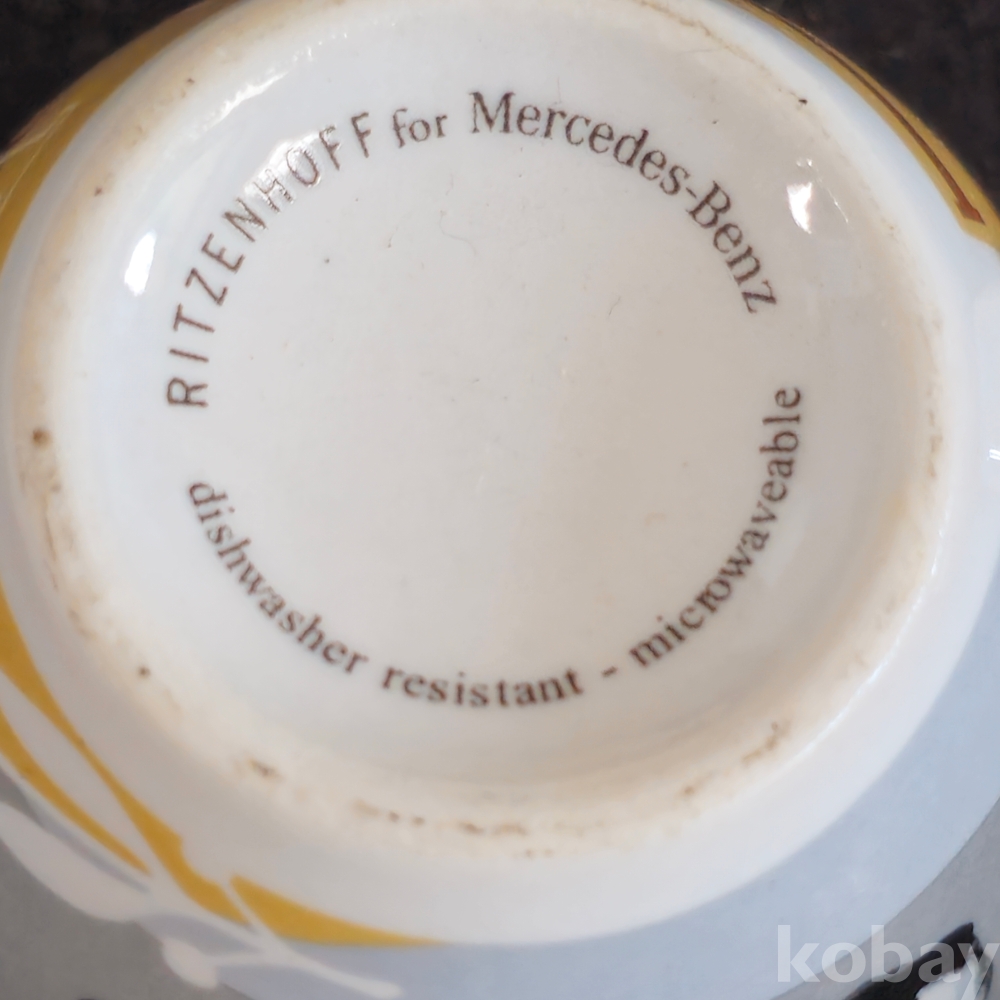 RITZENHOFF for Mercedes-Benz
dishwasher resistant - microwaveable
kobay